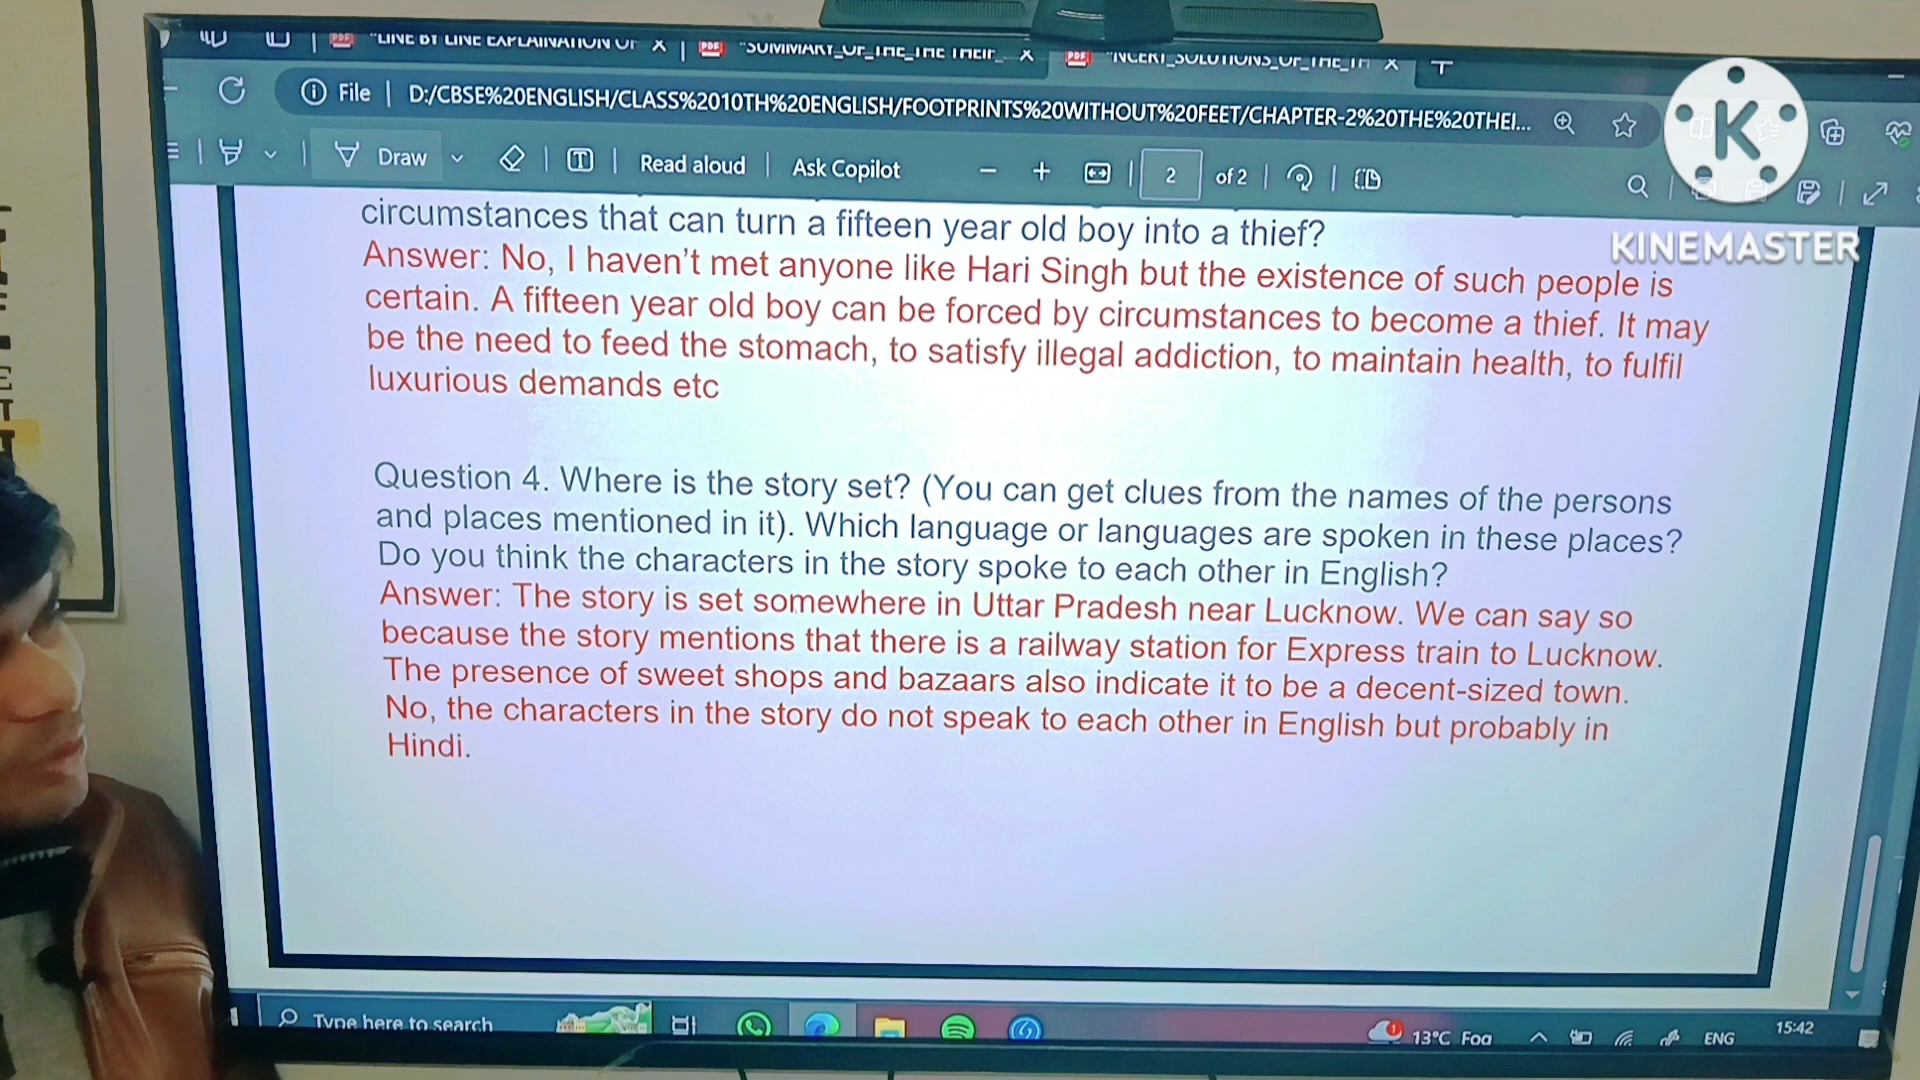 "LINE BY LINE EXPLAINATION OF
"SUMMARY_OF_THE_THE THEIF_
"NCERT_SOLUTIONS_OF_THE_TH
File D:/CBSE%20ENGLISH/CLASS%2010TH%20ENGLISH/FOOTPRINTS%20WITHOUT%20FEET/CHAPTER-2%20THE%20THEI...
Draw Read aloud Ask Copilot 2 of 2
K
KINEMASTER
circumstances that can turn a fifteen year old boy into a thief?
Answer: No, I haven't met anyone like Hari Singh but the existence of such people is
certain. A fifteen year old boy can be forced by circumstances to become a thief. It may
be the need to feed the stomach, to satisfy illegal addiction, to maintain health, to fulfil
luxurious demands etc
Question 4. Where is the story set? (You can get clues from the names of the persons
and places mentioned in it). Which language or languages are spoken in these places?
Do you think the characters in the story spoke to each other in English?
Answer: The story is set somewhere in Uttar Pradesh near Lucknow. We can say so
because the story mentions that there is a railway station for Express train to Lucknow.
The presence of sweet shops and bazaars also indicate it to be a decent-sized town.
No, the characters in the story do not speak to each other in English but probably in
Hindi.
Type here to search
13°C Fog ENG 15:42